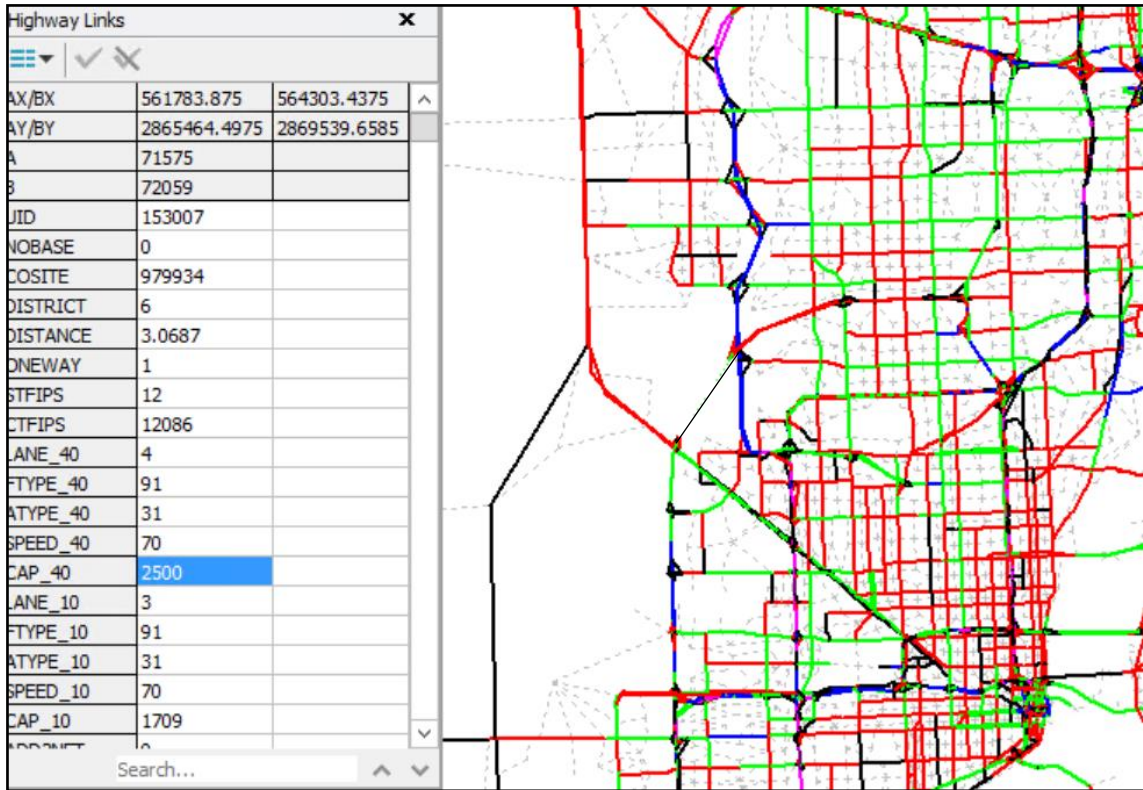 Highway Links
AX/BX 561783.875 564303.4375
AY/BY 2865464.4975 2869539.6585
A 71575
B 72059
UID 153007
NOBASE 0
COSITE 979934
DISTRICT 6
DISTANCE 3.0687
ONEWAY 1
STFIPS 12
CTFIPS 12086
LANE_40 4
FTYPE_40 91
ATYPE_40 31
SPEED_40 70
CAP_40 2500
LANE_10 3
FTYPE_10 91
ATYPE_10 31
SPEED_10 70
CAP_10 1709
Search...